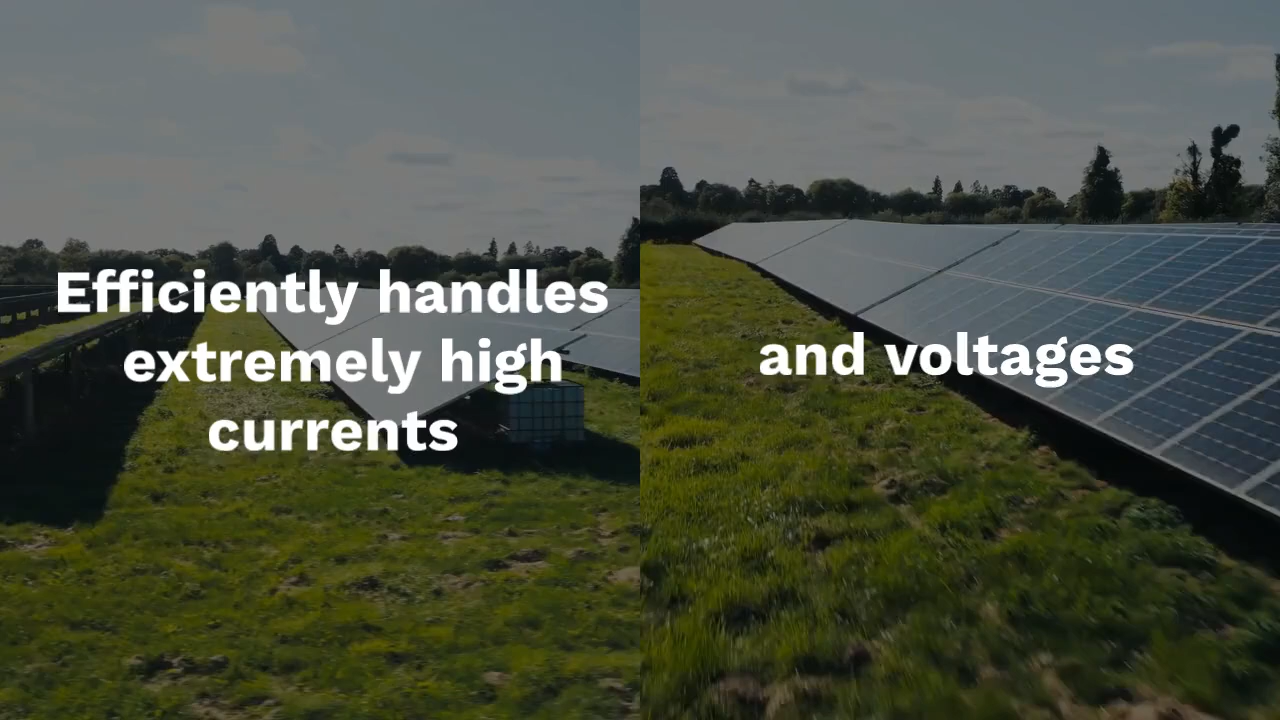 Efficiently handles
extremely high
currents
and voltages